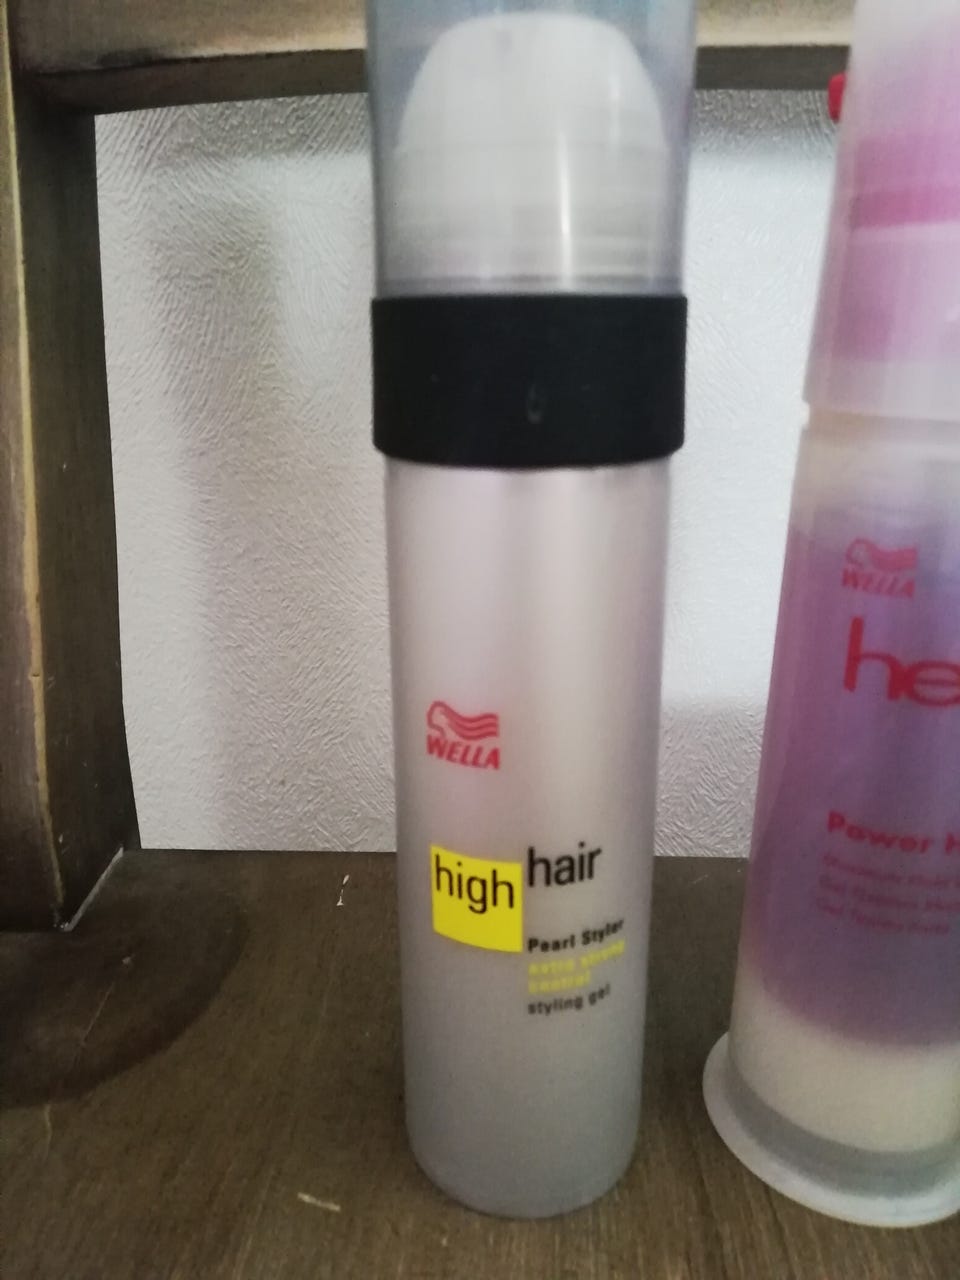 WELLA
high hair
Pearl Styler
extra strong
control
styling gel
WELLA
he
Power H